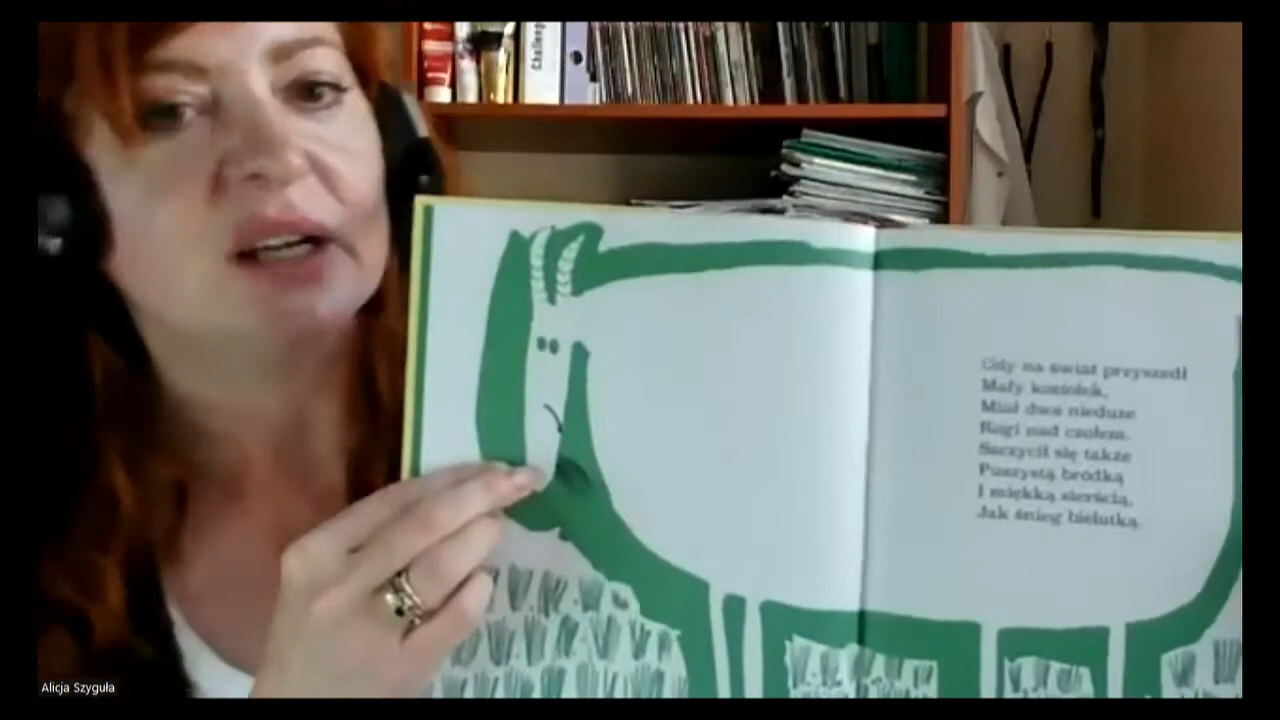 Challenge
Gdy na świat przyszedł
Mały koziołek,
Miał dwa nieduże
Rogi nad czołem.
Szczycił się także
Puszystą bródką
I miękką sierścią,
Jak śnieg bielutką.
Alicja Szyguła